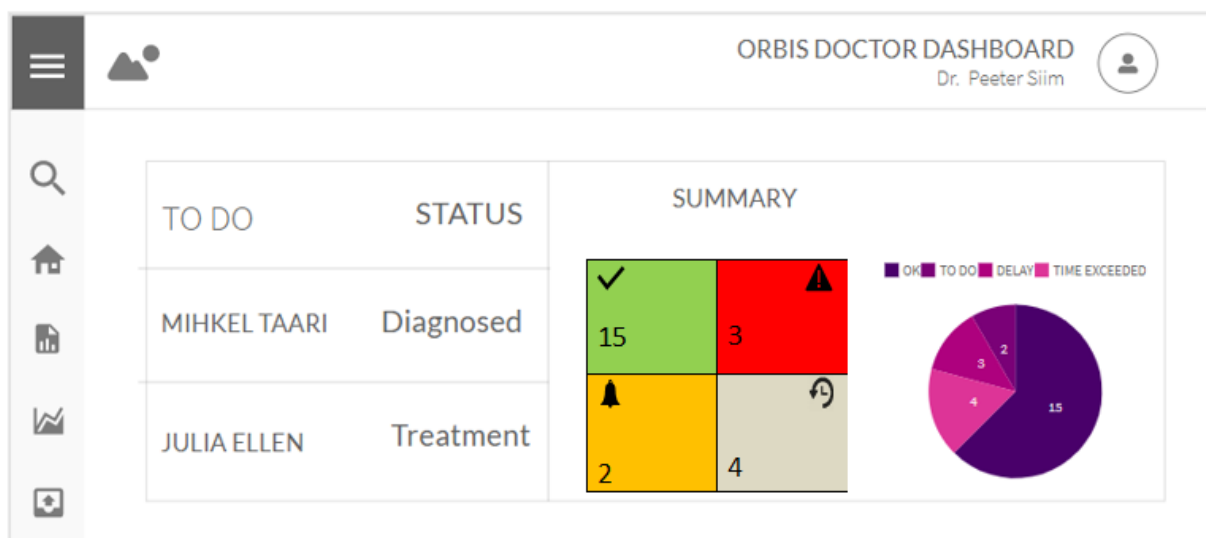 ORBIS DOCTOR DASHBOARD
Dr. Peeter Siim
TO DO STATUS
MIHKEL TAARI Diagnosed
JULIA ELLEN Treatment
SUMMARY
15 3
2 4
OK TO DO DELAY TIME EXCEEDED
2
3
4
15